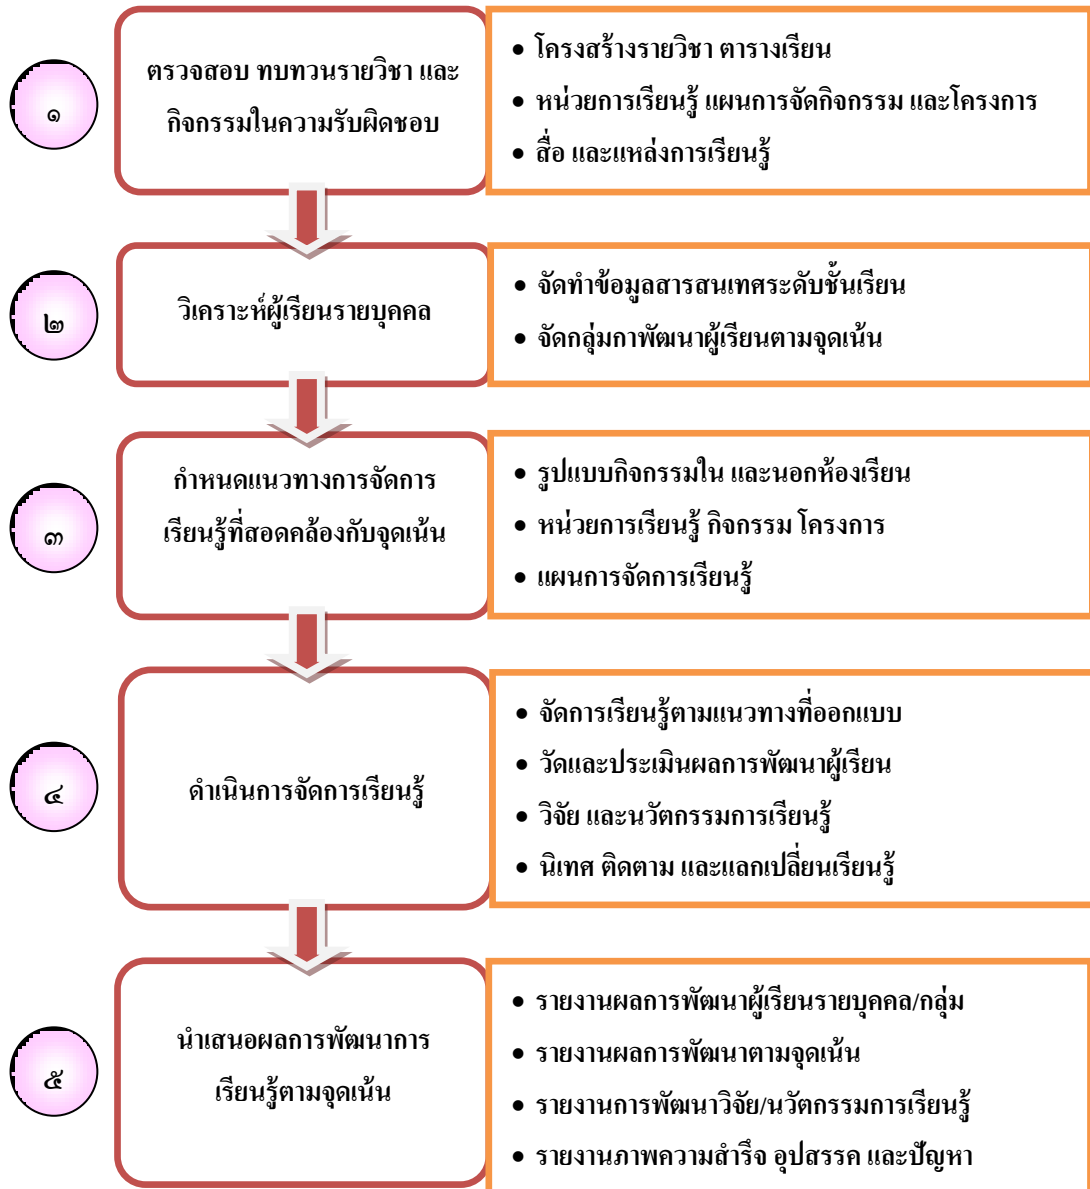 ๑
ตรวจสอบ ทบทวนรายวิชา และ
กิจกรรมในความรับผิดชอบ
• โครงสร้างรายวิชา ตารางเรียน
• หน่วยการเรียนรู้ แผนการจัดกิจกรรม และโครงการ
• สื่อ และแหล่งการเรียนรู้
๒
วิเคราะห์ผู้เรียนรายบุคคล
• จัดทำข้อมูลสารสนเทศระดับชั้นเรียน
• จัดกลุ่มกาพัฒนาผู้เรียนตามจุดเน้น
๓
กำหนดแนวทางการจัดการ
เรียนรู้ที่สอดคล้องกับจุดเน้น
• รูปแบบกิจกรรมใน และนอกห้องเรียน
• หน่วยการเรียนรู้ กิจกรรม โครงการ
• แผนการจัดการเรียนรู้
๔
ดำเนินการจัดการเรียนรู้
• จัดการเรียนรู้ตามแนวทางที่ออกแบบ
• วัดและประเมินผลการพัฒนาผู้เรียน
• วิจัย และนวัตกรรมการเรียนรู้
• นิเทศ ติดตาม และแลกเปลี่ยนเรียนรู้
๕
นำเสนอผลการพัฒนาการ
เรียนรู้ตามจุดเน้น
• รายงานผลการพัฒนาผู้เรียนรายบุคคล/กลุ่ม
• รายงานผลการพัฒนาตามจุดเน้น
• รายงานการพัฒนาวิจัย/นวัตกรรมการเรียนรู้
• รายงานภาพความสำรึจ อุปสรรค และปัญหา